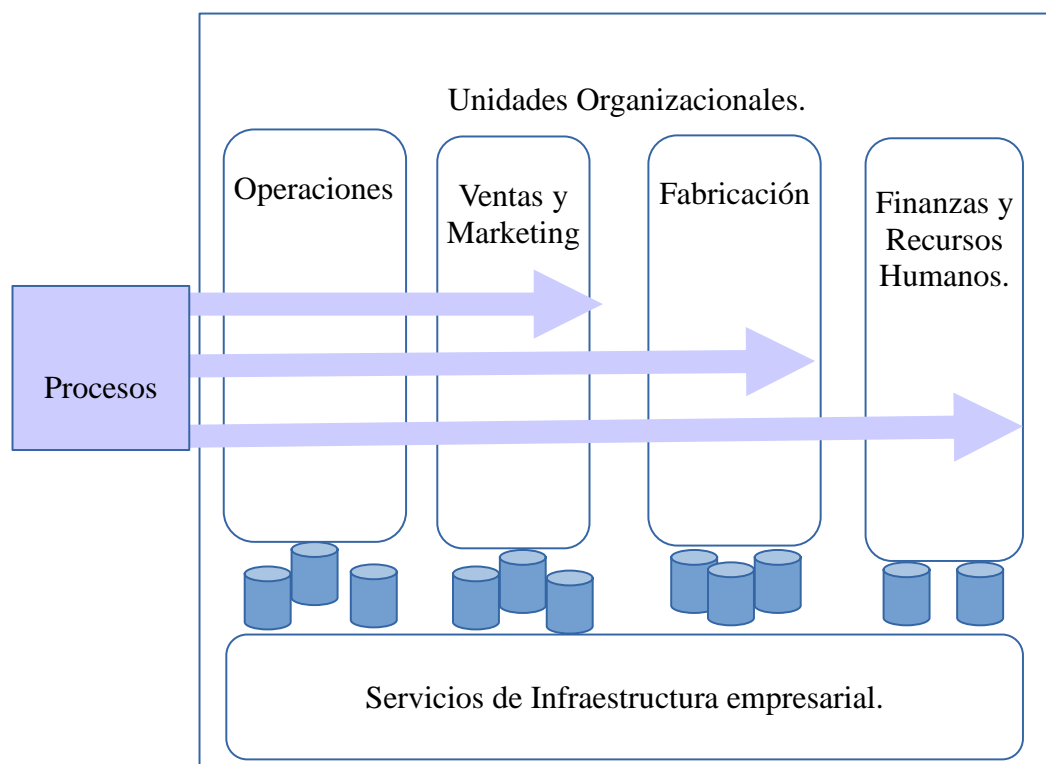 Unidades Organizacionales.
Operaciones
Ventas y
Marketing
Fabricación
Finanzas y
Recursos
Humanos.
Procesos
Servicios de Infraestructura empresarial.